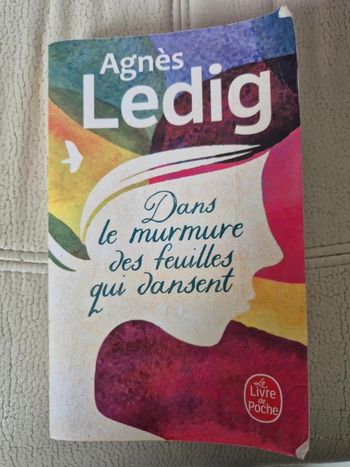 Agnès
Ledig
Dans
le murmure
des feuilles
qui dansent
Le
Livre
de
Poche